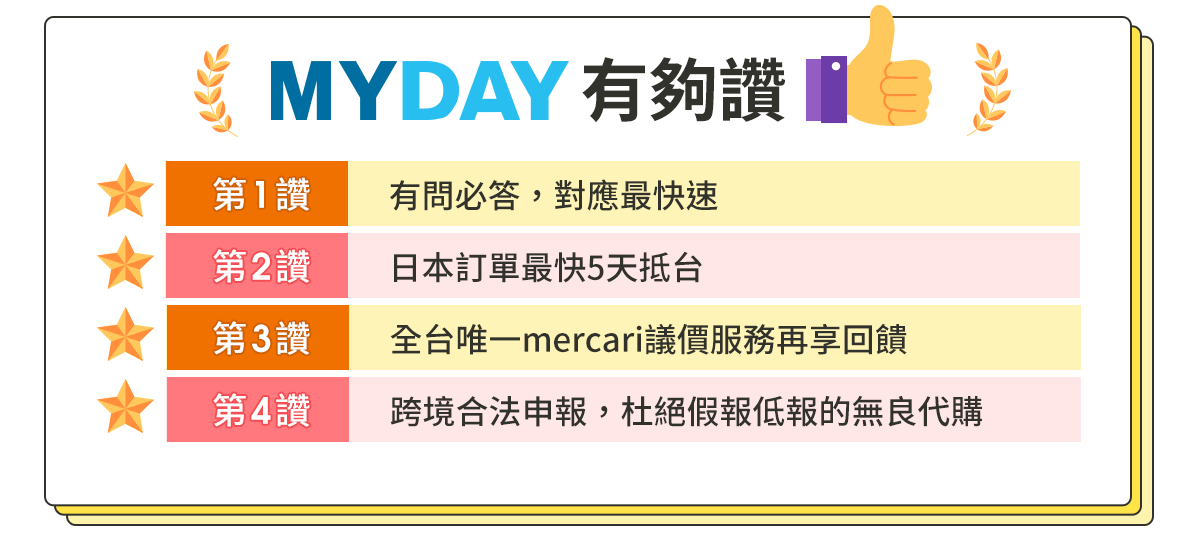 MYDAY 有夠讚
第1讚 有問必答，對應最快速
第2讚 日本訂單最快5天抵台
第3讚 全台唯一mercari議價服務再享回饋
第4讚 跨境合法申報，杜絕假報低報的無良代購